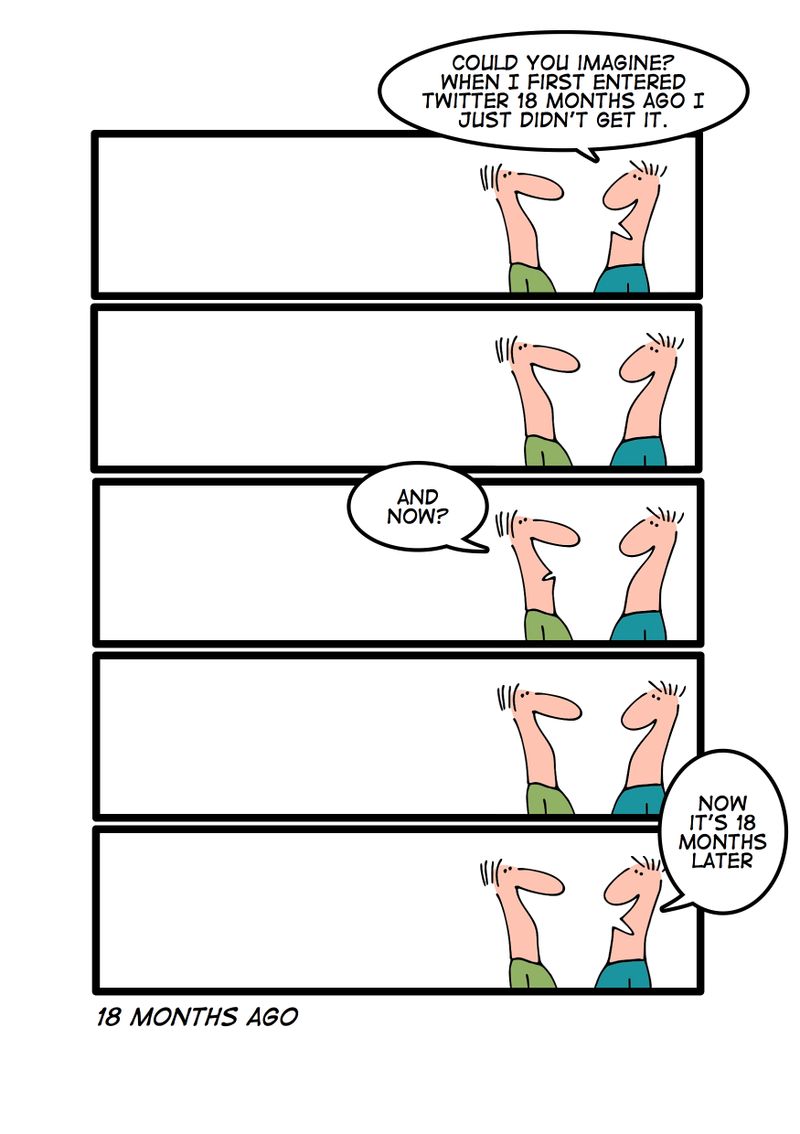 COULD YOU IMAGINE?
WHEN I FIRST ENTERED
TWITTER 18 MONTHS AGO I
JUST DIDN'T GET IT.
AND
NOW?
NOW
IT'S 18
MONTHS
LATER
18 MONTHS AGO